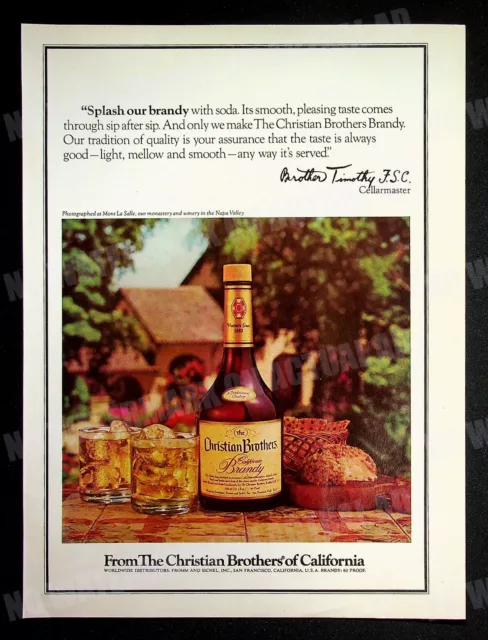 “Splash our brandy with soda. Its smooth, pleasing taste comes
through sip after sip. And only we make The Christian Brothers Brandy.
Our tradition of quality is your assurance that the taste is always
good—light, mellow and smooth—any way it’s served.”
Brother Timothy F.S.C.
Cellarmaster
Photographed at Mont La Salle, our monastery and winery in the Napa Valley
the
Christian Brothers
California
Brandy
From The Christian Brothers® of California
WORLDWIDE DISTRIBUTORS: FROMM AND SICHEL, INC., SAN FRANCISCO, CALIFORNIA, U.S.A. BRANDY: 80 PROOF.